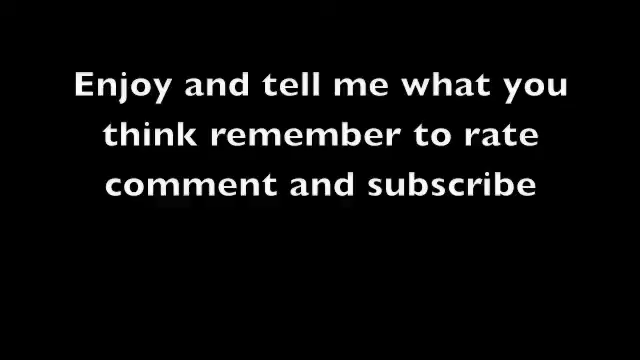 Enjoy and tell me what you
think remember to rate
comment and subscribe